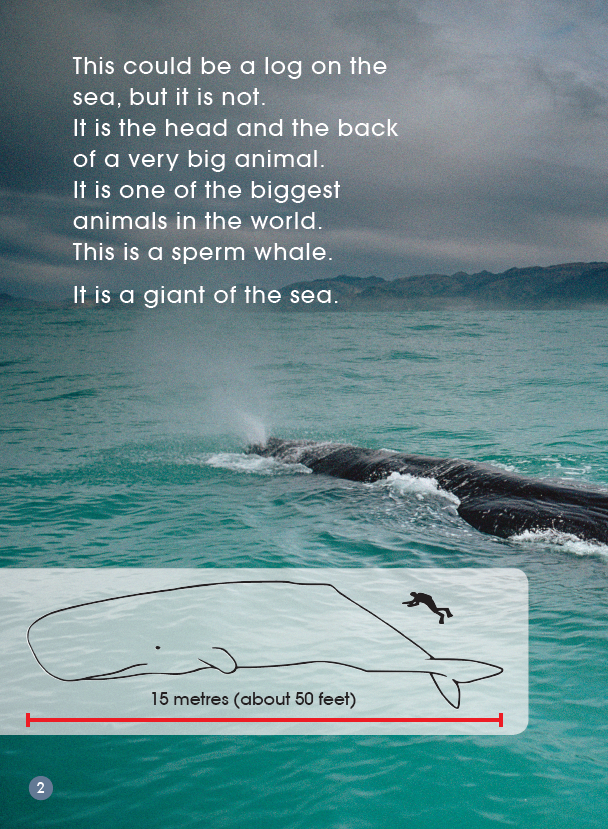 This could be a log on the
sea, but it is not.
It is the head and the back
of a very big animal.
It is one of the biggest
animals in the world.
This is a sperm whale.
It is a giant of the sea.
15 metres (about 50 feet)
2